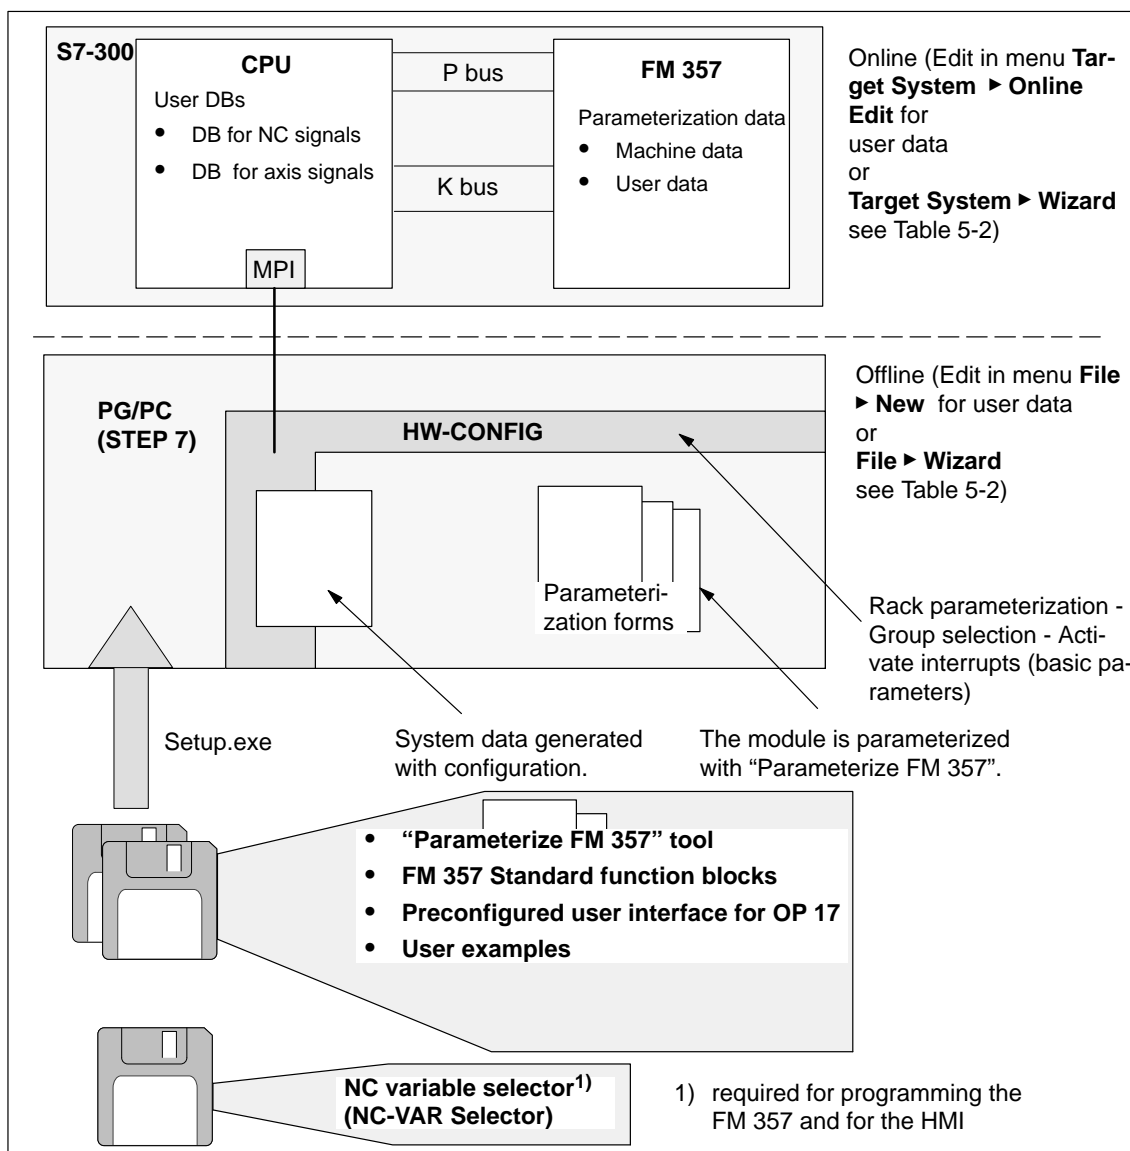 S7-300
CPU
User DBs
• DB for NC signals
• DB for axis signals
MPI
P bus
K bus
FM 357
Parameterization data
• Machine data
• User data
Online (Edit in menu Tar-
get System ► Online
Edit for
user data
or
Target System ► Wizard
see Table 5-2)
PG/PC
(STEP 7)
HW-CONFIG
Parameteri-
zation forms
Offline (Edit in menu File
► New for user data
or
File ► Wizard
see Table 5-2)
Rack parameterization -
Group selection - Acti-
vate interrupts (basic pa-
rameters)
Setup.exe
System data generated
with configuration.
The module is parameterized
with “Parameterize FM 357”.
• “Parameterize FM 357” tool
• FM 357 Standard function blocks
• Preconfigured user interface for OP 17
• User examples
NC variable selector1)
(NC-VAR Selector)
1) required for programming the
FM 357 and for the HMI